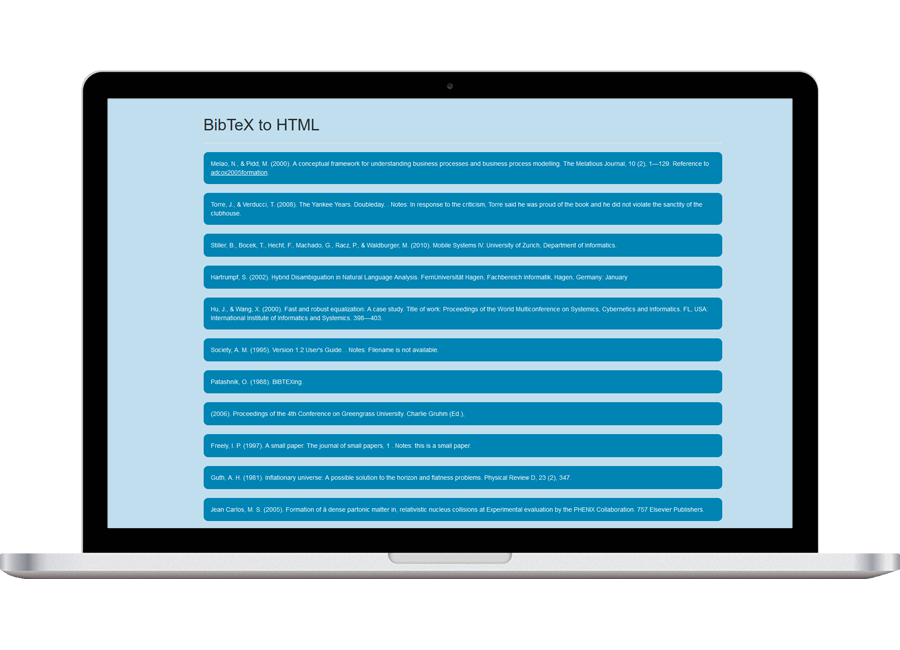 BibTeX to HTML
Melao, N., & Pidd, M. (2000). A conceptual framework for understanding business processes and business process modelling. The Melatious Journal, 10 (2), 1—129. Reference to
adcox2005formation.
Torre, J., & Verducci, T. (2008). The Yankee Years. Doubleday. . Notes: In response to the criticism, Torre said he was proud of the book and he did not violate the sanctity of the
clubhouse.
Stiller, B., Bocek, T., Hecht, F., Machado, G., Racz, P., & Waldburger, M. (2010). Mobile Systems IV. University of Zurich, Department of Informatics.
Hartrumpf, S. (2002). Hybrid Disambiguation in Natural Language Analysis. FernUniversität Hagen, Fachbereich Informatik, Hagen, Germany: January
Hu, J., & Wang, X. (2000). Fast and robust equalization: A case study. Title of work: Proceedings of the World Multiconference on Systemics, Cybernetics and Informatics. FL, USA:
International Institute of Informatics and Systemics. 398—403.
Society, A. M. (1995). Version 1.2 User's Guide. . Notes: Filename is not available.
Patashnik, O. (1988). BIBTEXing.
(2006). Proceedings of the 4th Conference on Greengrass University. Charlie Gruhm (Ed.),
Freely, I. P. (1997). A small paper. The journal of small papers, 1 . Notes: this is a small paper.
Guth, A. H. (1981). Inflationary universe: A possible solution to the horizon and flatness problems. Physical Review D, 23 (2), 347.
Jean Carlos, M. S. (2005). Formation of å dense partonic matter in, relativistic nucleus collisions at Experimental evaluation by the PHENIX Collaboration. 757 Elsevier Publishers.